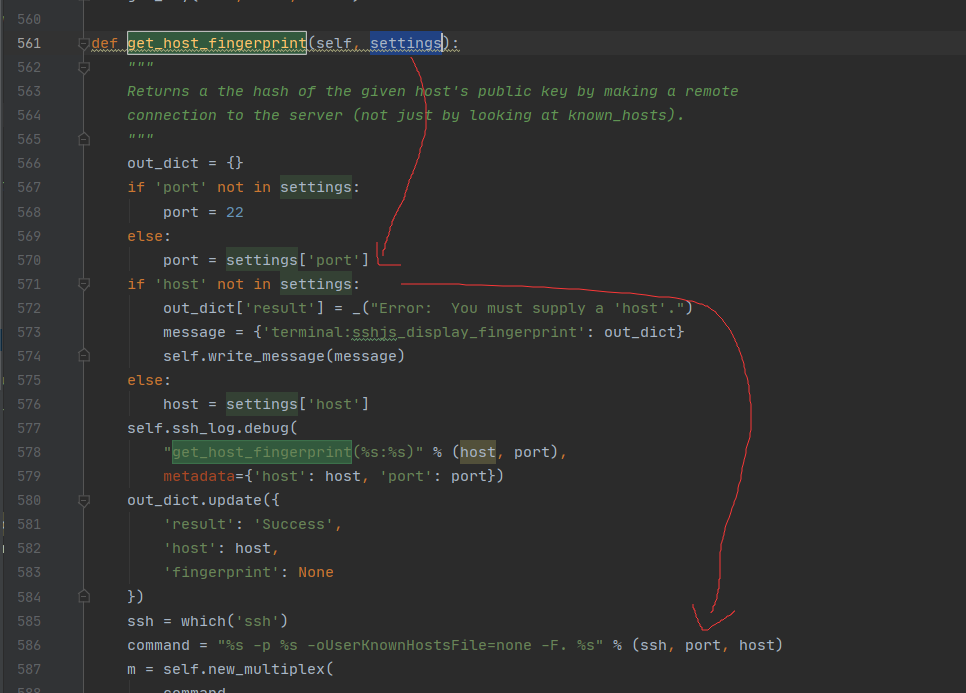 560
561 def get_host_fingerprint(self, settings):
562 """
563 Returns a the hash of the given host's public key by making a remote
564 connection to the server (not just by looking at known_hosts).
565 """
566 out_dict = {}
567 if 'port' not in settings:
568 port = 22
569 else:
570 port = settings['port']
571 if 'host' not in settings:
572 out_dict['result'] = _("Error:  You must supply a 'host'.")
573 message = {'terminal:sshjs_display_fingerprint': out_dict}
574 self.write_message(message)
575 else:
576 host = settings['host']
577 self.ssh_log.debug(
578 "get_host_fingerprint(%s:%s)" % (host, port),
579 metadata={'host': host, 'port': port})
580 out_dict.update({
581 'result': 'Success',
582 'host': host,
583 'fingerprint': None
584 })
585 ssh = which('ssh')
586 command = "%s -p %s -oUserKnownHostsFile=none -F. %s" % (ssh, port, host)
587 m = self.new_multiplex(
588 command